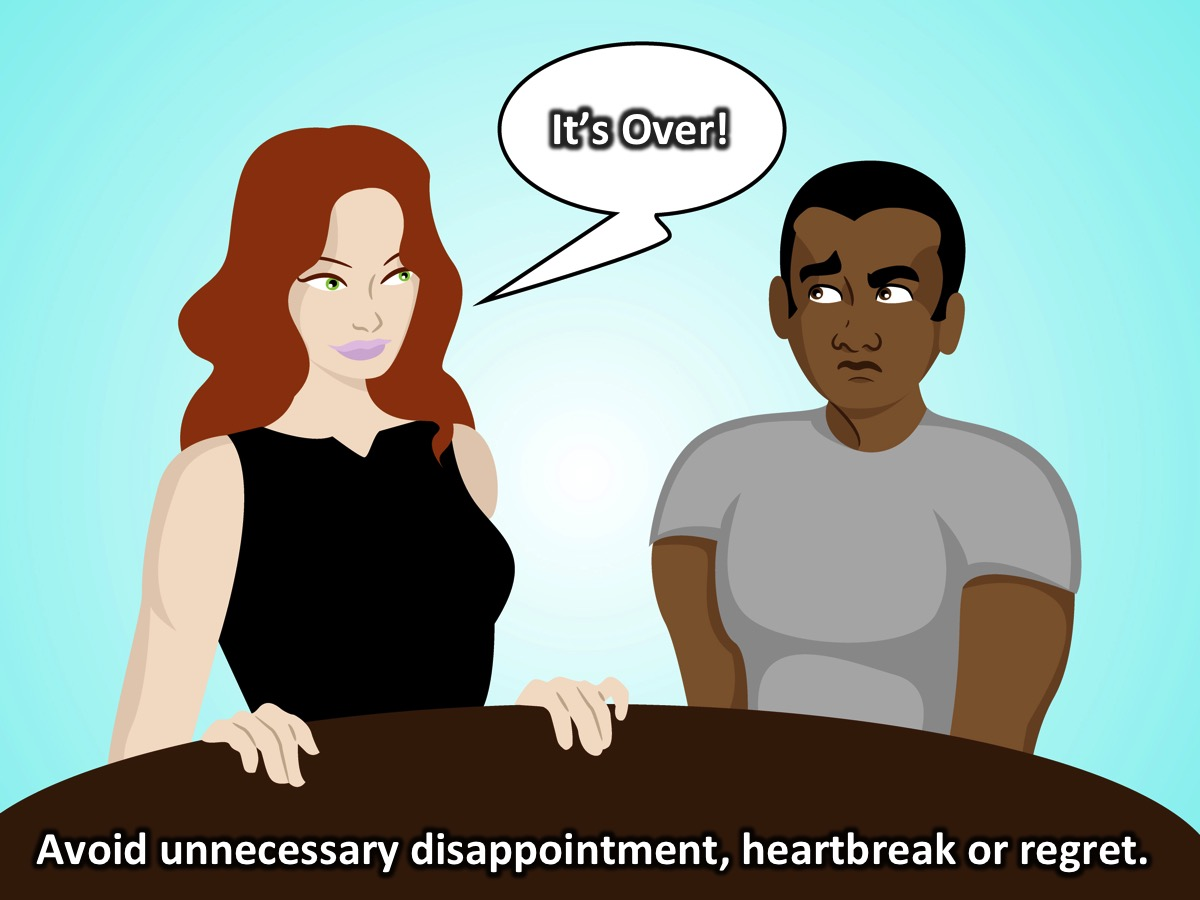 It’s Over!
Avoid unnecessary disappointment, heartbreak or regret.